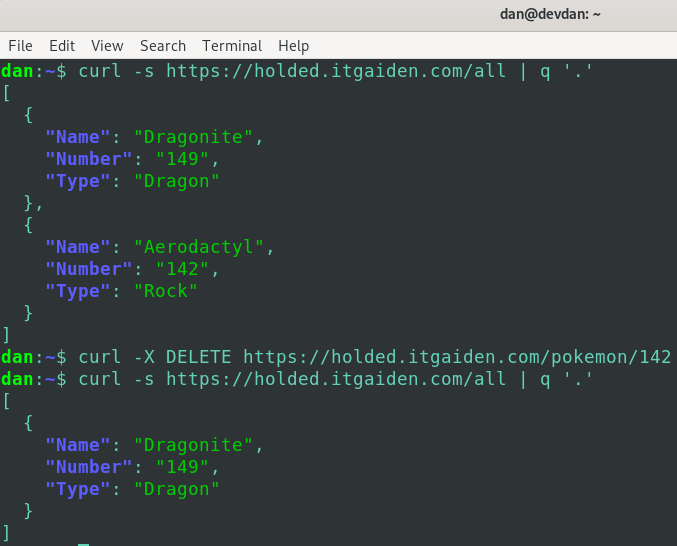 dan@devdan: ~
File Edit View Search Terminal Help
dan:~$ curl -s https://holded.itgaiden.com/all | q '.'
[
  {
    "Name": "Dragonite",
    "Number": "149",
    "Type": "Dragon"
  },
  {
    "Name": "Aerodactyl",
    "Number": "142",
    "Type": "Rock"
  }
]
dan:~$ curl -X DELETE https://holded.itgaiden.com/pokemon/142
dan:~$ curl -s https://holded.itgaiden.com/all | q '.'
[
  {
    "Name": "Dragonite",
    "Number": "149",
    "Type": "Dragon"
  }
]